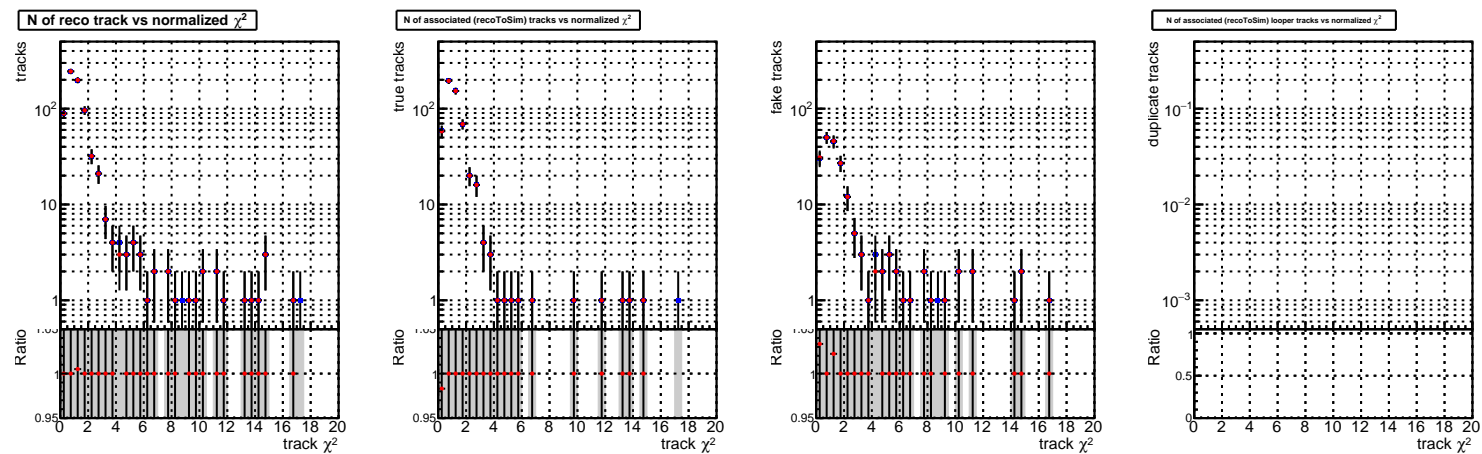 N of reco track vs normalized χ²
tracks
10²
10
1
Ratio
1.05
1
0.95
0 2 4 6 8 10 12 14 16 18 20
track χ²
N of associated (recoToSim) tracks vs normalized χ²
true tracks
10²
10
1
Ratio
1.05
1
0.95
0 2 4 6 8 10 12 14 16 18 20
track χ²
fake tracks
10²
10
1
Ratio
1.05
1
0.95
0 2 4 6 8 10 12 14 16 18 20
track χ²
N of associated (recoToSim) looper tracks vs normalized χ²
duplicate tracks
10⁻¹
10⁻²
10⁻³
Ratio
1
0.5
0
0 2 4 6 8 10 12 14 16 18 20
track χ²